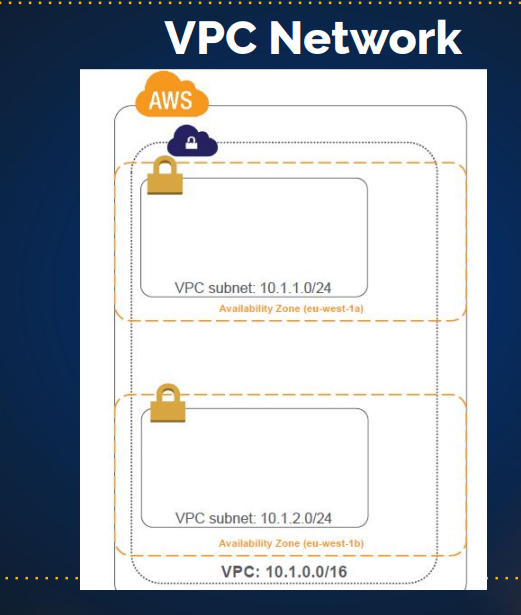 VPC Network
AWS
VPC subnet: 10.1.1.0/24
Availability Zone (eu-west-1a)
VPC subnet: 10.1.2.0/24
Availability Zone (eu-west-1b)
VPC: 10.1.0.0/16